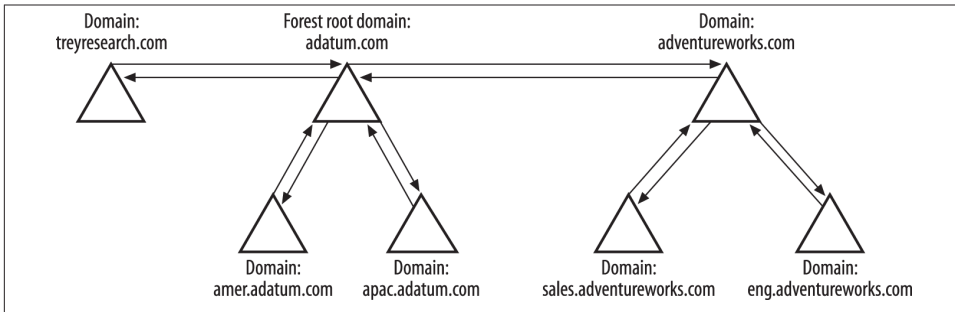 Domain:
treyresearch.com
Forest root domain:
adatum.com
Domain:
adventureworks.com
Domain:
amer.adatum.com
Domain:
apac.adatum.com
Domain:
sales.adventureworks.com
Domain:
eng.adventureworks.com